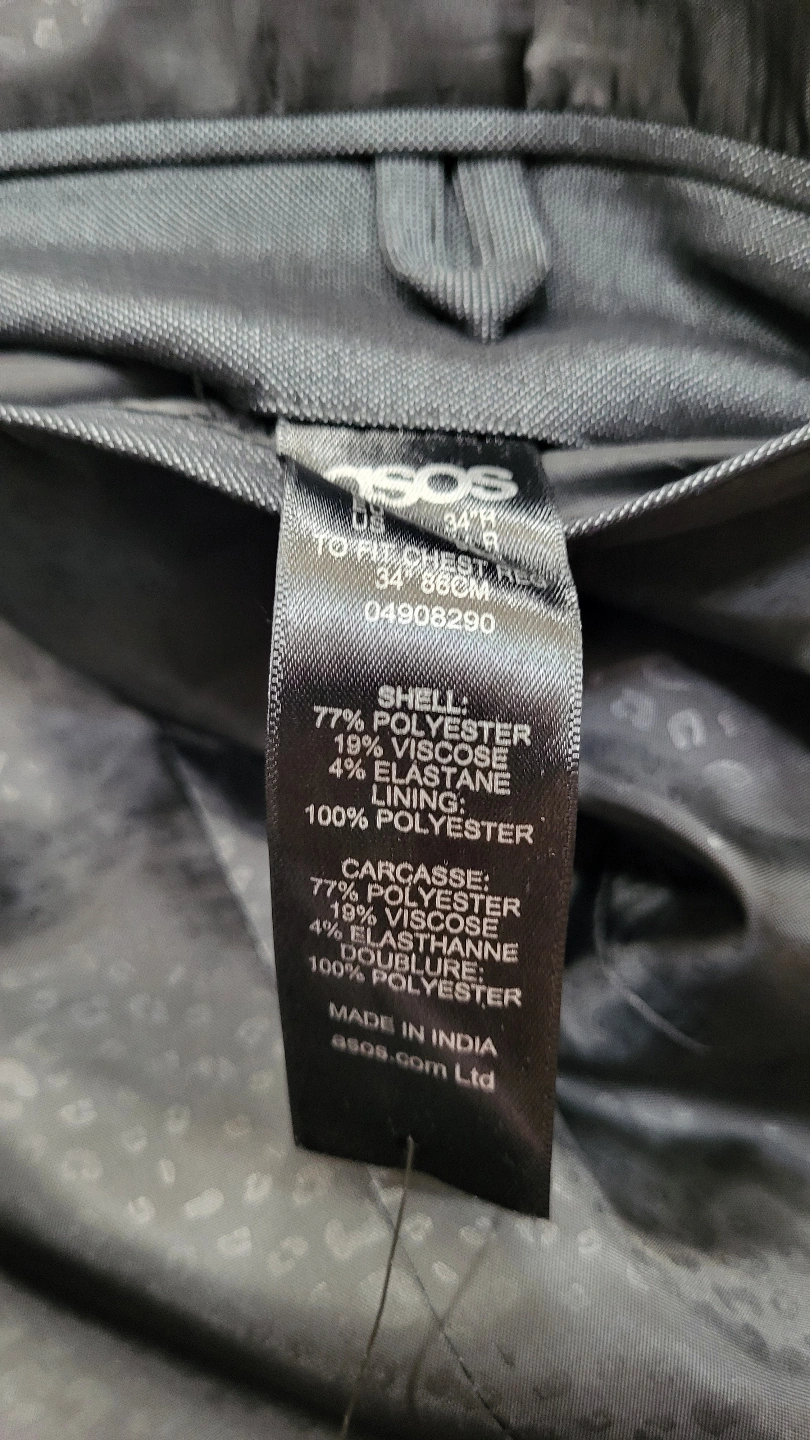 asos
34"R
US R
TO FIT CHEST REG
34" 86CM
04908290
SHELL:
77% POLYESTER
19% VISCOSE
4% ELASTANE
LINING:
100% POLYESTER
CARCASSE:
77% POLYESTER
19% VISCOSE
4% ELASTHANNE
DOUBLURE:
100% POLYESTER
MADE IN INDIA
asos.com Ltd